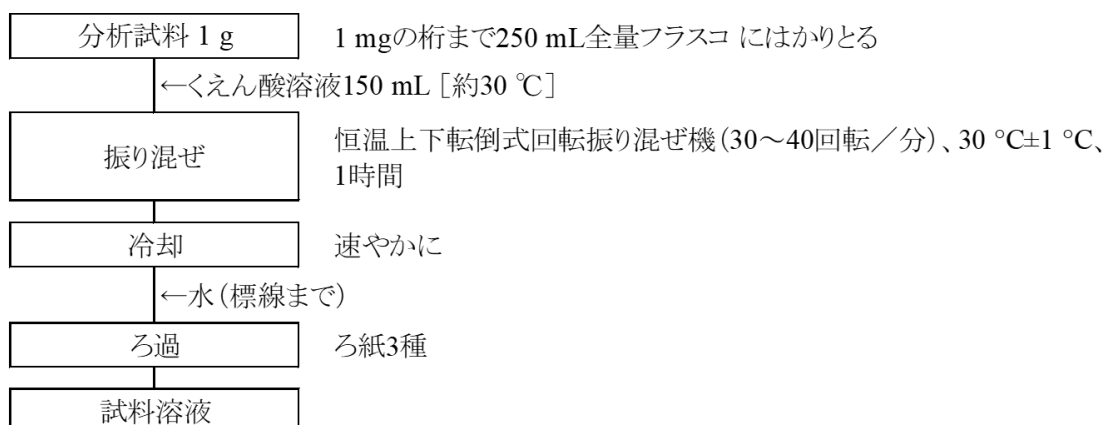 分析試料 1 g
1 mgの桁まで250 mL全量フラスコ にはかりとる
←くえん酸溶液150 mL [約30 ℃]
振り混ぜ
恒温上下転倒式回転振り混ぜ機(30~40回転/分)、30 °C±1 °C、
1時間
冷却
速やかに
←水(標線まで)
ろ過
ろ紙3種
試料溶液